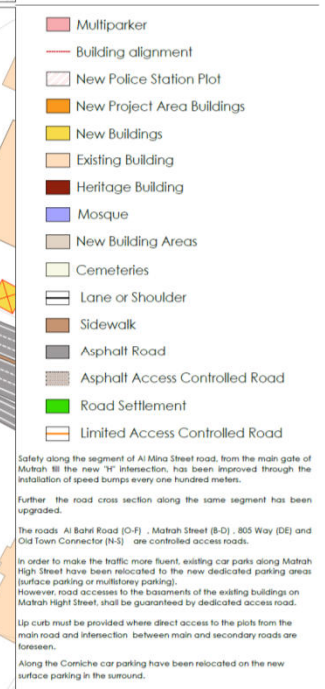 Multiparker
Building alignment
New Police Station Plot
New Project Area Buildings
New Buildings
Existing Building
Heritage Building
Mosque
New Building Areas
Cemeteries
Lane or Shoulder
Sidewalk
Asphalt Road
Asphalt Access Controlled Road
Road Settlement
Limited Access Controlled Road
Safety along the segment of Al Mina Street road, from the main gate of
Mutrah till the new "H" intersection, has been improved through the
installation of speed bumps every one hundred meters.
Further the road cross section along the same segment has been
upgraded.
The roads Al Bahri Road (O-F) , Matrah Street (B-D) , 805 Way (DE) and
Old Town Connector (N-S) are controlled access roads.
In order to make the traffic more fluent, existing car parks along Matrah
High Street have been relocated to the new dedicated parking areas
(surface parking or multistorey parking).
However, road accesses to the basaments of the existing buildings on
Matrah Hight Street, shall be guaranteed by dedicated access road.
Lip curb must be provided where direct access to the plots from the
main road and intersection between main and secondary roads are
foreseen.
Along the Corniche car parking have been relocated on the new
surface parking in the surround.